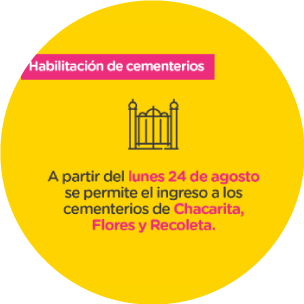 Habilitación de cementerios
A partir del lunes 24 de agosto
se permite el ingreso a los
cementerios de Chacarita,
Flores y Recoleta.